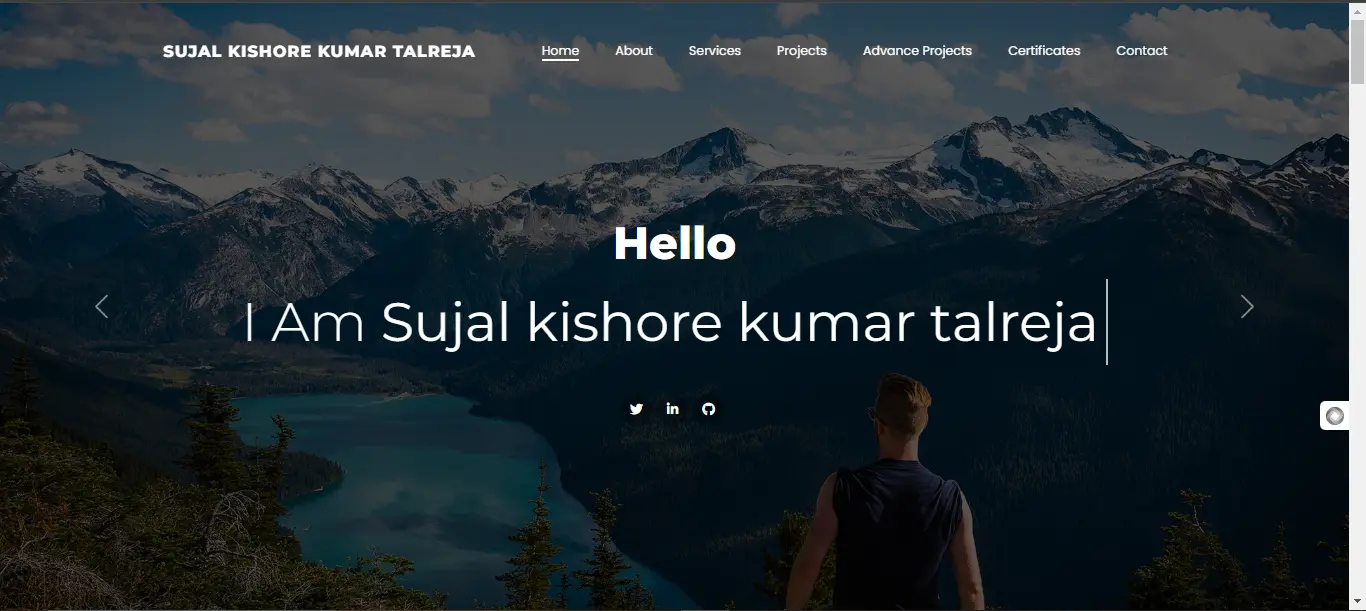 SUJAL KISHORE KUMAR TALREJA Home About Services Projects Advance Projects Certificates Contact
Hello
I Am Sujal kishore kumar talreja